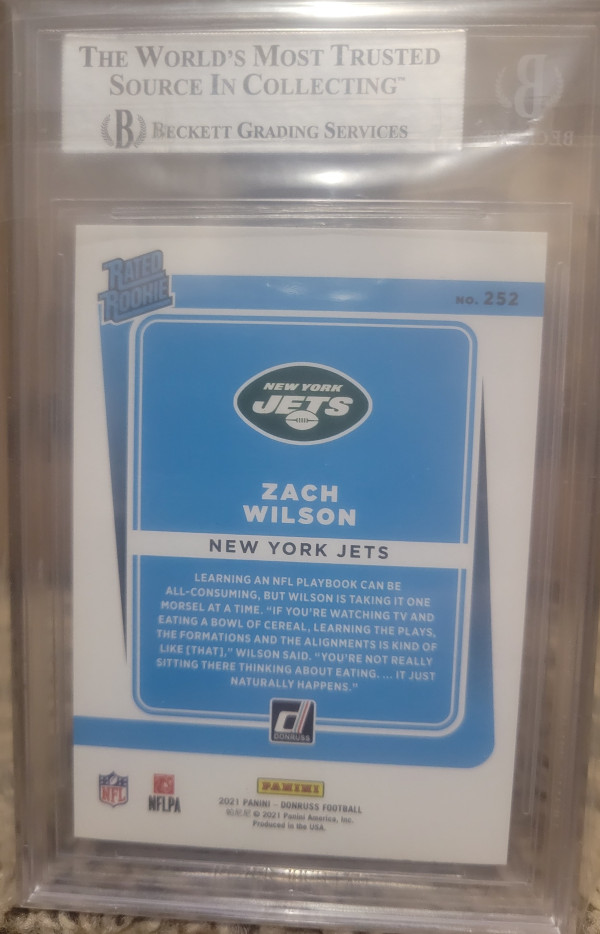 THE WORLD'S MOST TRUSTED
SOURCE IN COLLECTING™
B BECKETT GRADING SERVICES
RATED
ROOKIE
NO. 252
NEW YORK
JETS
ZACH
WILSON
NEW YORK JETS
LEARNING AN NFL PLAYBOOK CAN BE
ALL-CONSUMING, BUT WILSON IS TAKING IT ONE
MORSEL AT A TIME. "IF YOU'RE WATCHING TV AND
EATING A BOWL OF CEREAL, LEARNING THE PLAYS,
THE FORMATIONS AND THE ALIGNMENTS IS KIND OF
LIKE [THAT]," WILSON SAID. "YOU'RE NOT REALLY
SITTING THERE THINKING ABOUT EATING. ... IT JUST
NATURALLY HAPPENS."
d
DONRUSS
NFL
NFLPA
PANINI
2021 PANINI – DONRUSS FOOTBALL
© 2021 Panini America, Inc.
Produced in the USA.